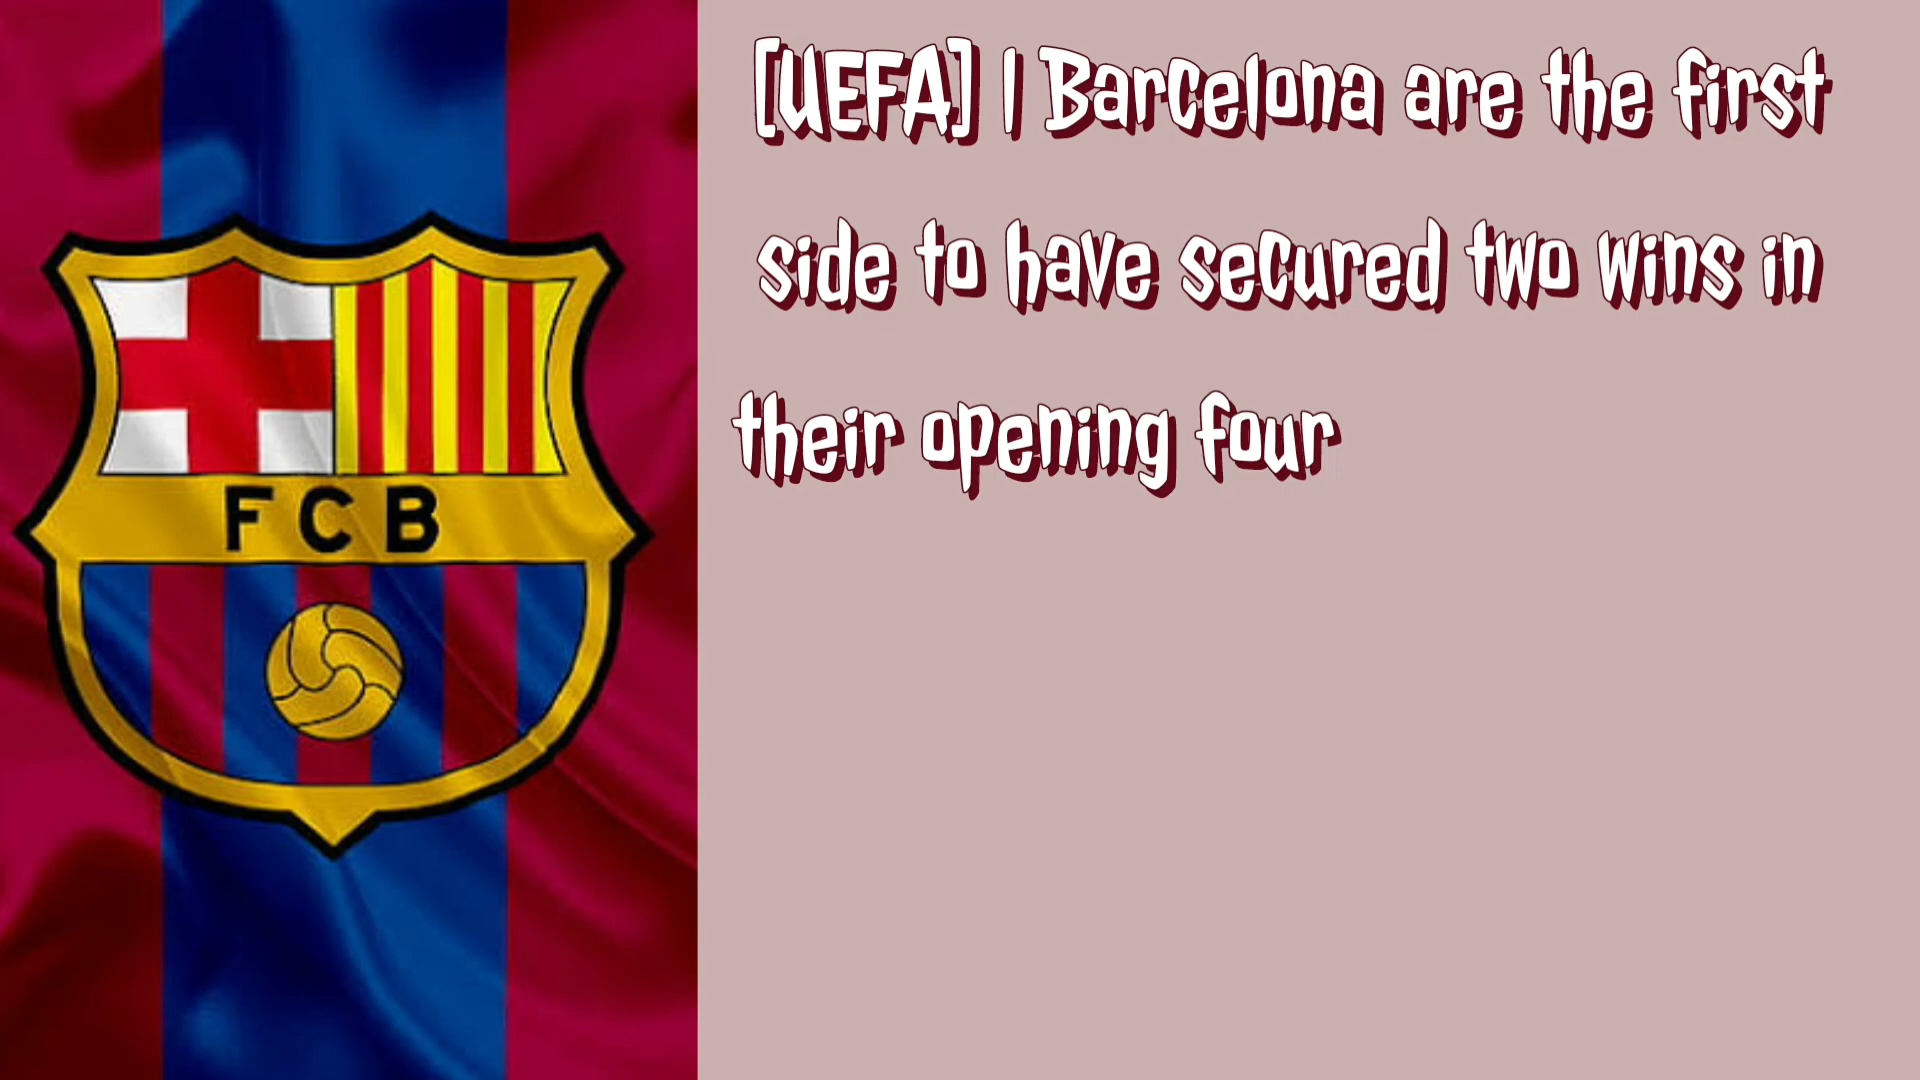 [UEFA] | Barcelona are the first
side to have secured two wins in
their opening four
FCB